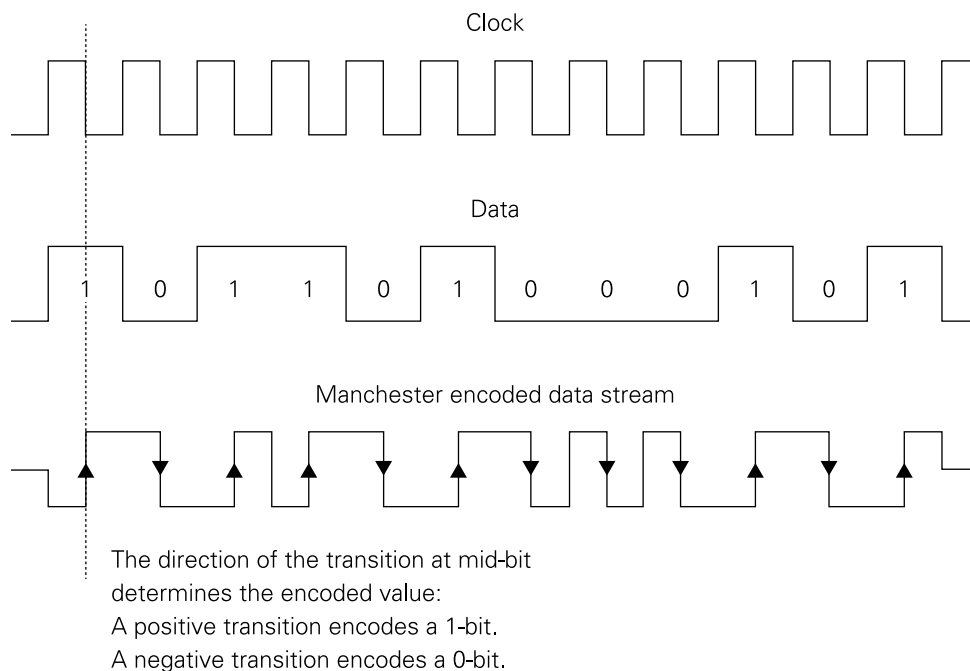 Clock
Data
1 0 1 1 0 1 0 0 0 1 0 1
Manchester encoded data stream
The direction of the transition at mid-bit
determines the encoded value:
A positive transition encodes a 1-bit.
A negative transition encodes a 0-bit.